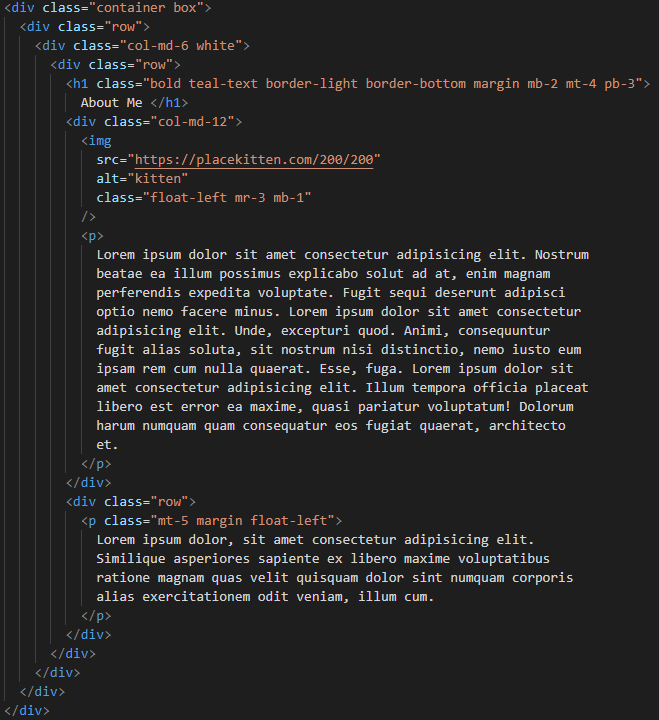 <div class="container box">
<div class="row">
<div class="col-md-6 white">
<div class="row">
<h1 class="bold teal-text border-light border-bottom margin mb-2 mt-4 pb-3">
About Me </h1>
<div class="col-md-12">
<img
src="https://placekitten.com/200/200"
alt="kitten"
class="float-left mr-3 mb-1"
/>
<p>
Lorem ipsum dolor sit amet consectetur adipisicing elit. Nostrum
beatae ea illum possimus explicabo solut ad at, enim magnam
perferendis expedita voluptate. Fugit sequi deserunt adipisci
optio nemo facere minus. Lorem ipsum dolor sit amet consectetur
adipisicing elit. Unde, excepturi quod. Animi, consequuntur
fugit alias soluta, sit nostrum nisi distinctio, nemo iusto eum
ipsam rem cum nulla quaerat. Esse, fuga. Lorem ipsum dolor sit
amet consectetur adipisicing elit. Illum tempora officia placeat
libero est error ea maxime, quasi pariatur voluptatum! Dolorum
harum numquam quam consequatur eos fugiat quaerat, architecto
et.
</p>
</div>
<div class="row">
<p class="mt-5 margin float-left">
Lorem ipsum dolor, sit amet consectetur adipisicing elit.
Similique asperiores sapiente ex libero maxime voluptatibus
ratione magnam quas velit quisquam dolor sint numquam corporis
alias exercitationem odit veniam, illum cum.
</p>
</div>
</div>
</div>
</div>
</div>